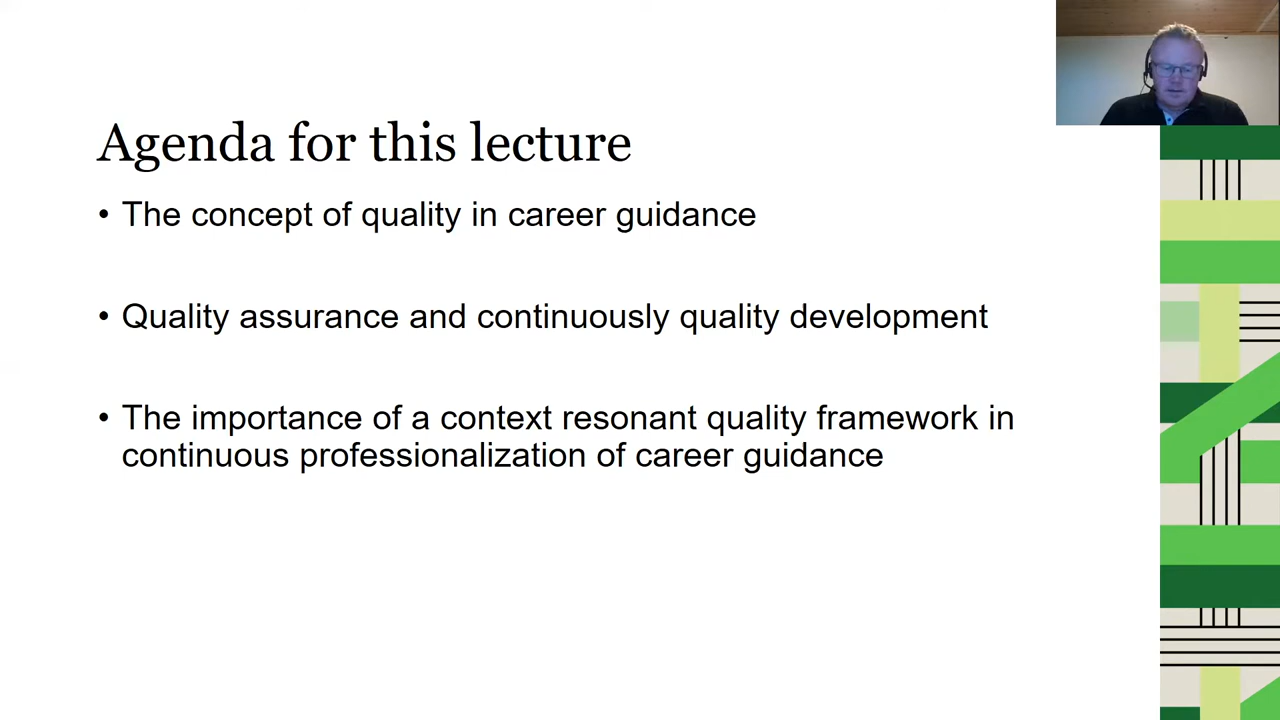 Agenda for this lecture
• The concept of quality in career guidance
• Quality assurance and continuously quality development
• The importance of a context resonant quality framework in
continuous professionalization of career guidance